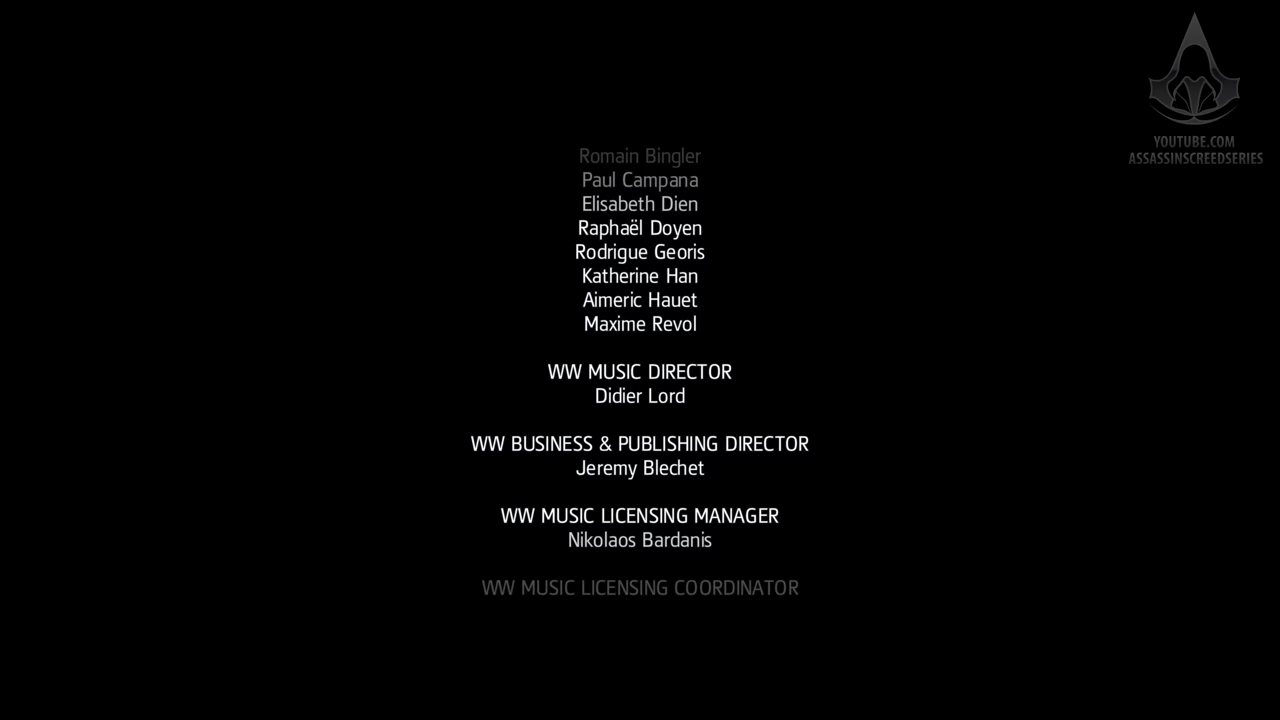 YOUTUBE.COM
ASSASSINSCREEDSERIES
Romain Bingler
Paul Campana
Elisabeth Dien
Raphaël Doyen
Rodrigue Georis
Katherine Han
Aimeric Hauet
Maxime Revol
WW MUSIC DIRECTOR
Didier Lord
WW BUSINESS & PUBLISHING DIRECTOR
Jeremy Blechet
WW MUSIC LICENSING MANAGER
Nikolaos Bardanis
WW MUSIC LICENSING COORDINATOR